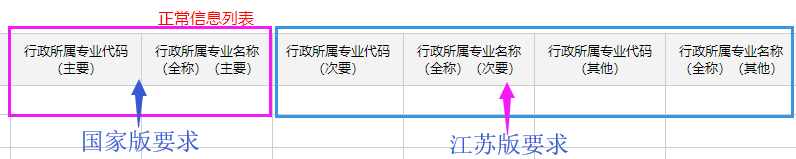 正常信息列表
行政所属专业代码
（主要）
行政所属专业名称
（全称）（主要）
行政所属专业代码
（次要）
行政所属专业名称
（全称）（次要）
行政所属专业代码
（其他）
行政所属专业名称
（全称）（其他）
国家版要求
江苏版要求